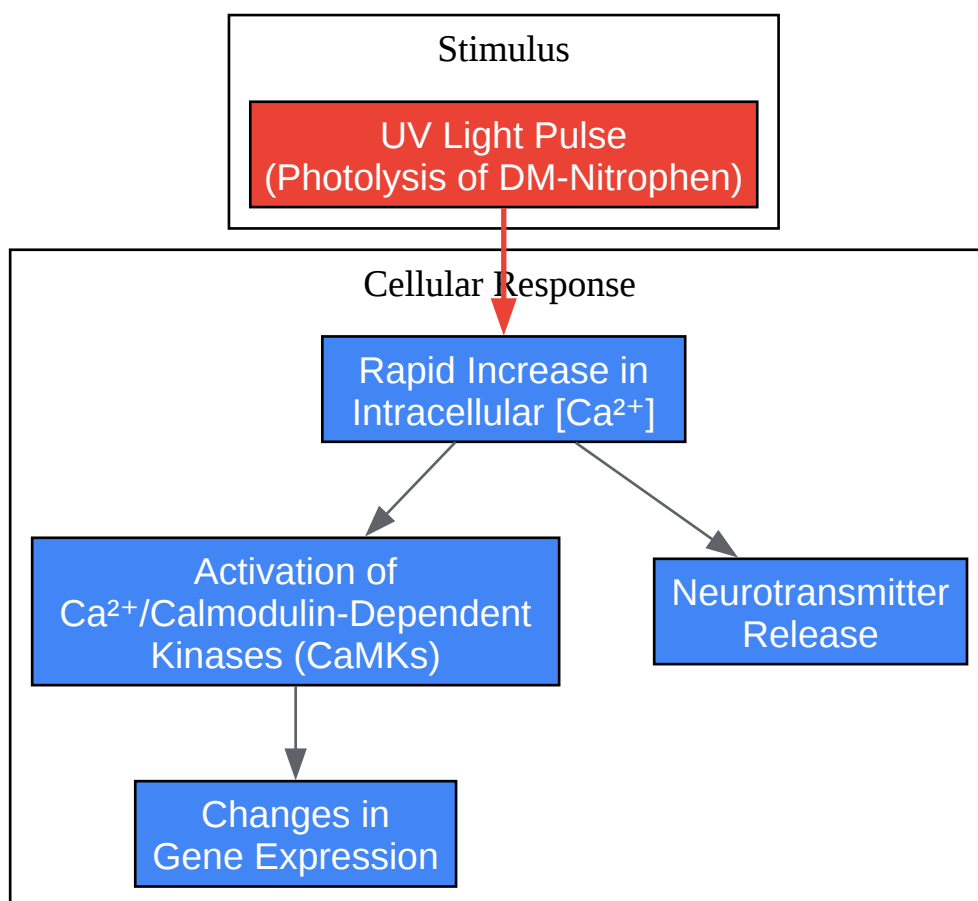 Stimulus
UV Light Pulse
(Photolysis of DM-Nitrophen)
Cellular Response
Rapid Increase in
Intracellular [Ca²⁺]
Activation of
Ca²⁺/Calmodulin-Dependent
Kinases (CaMKs)
Neurotransmitter
Release
Changes in
Gene Expression